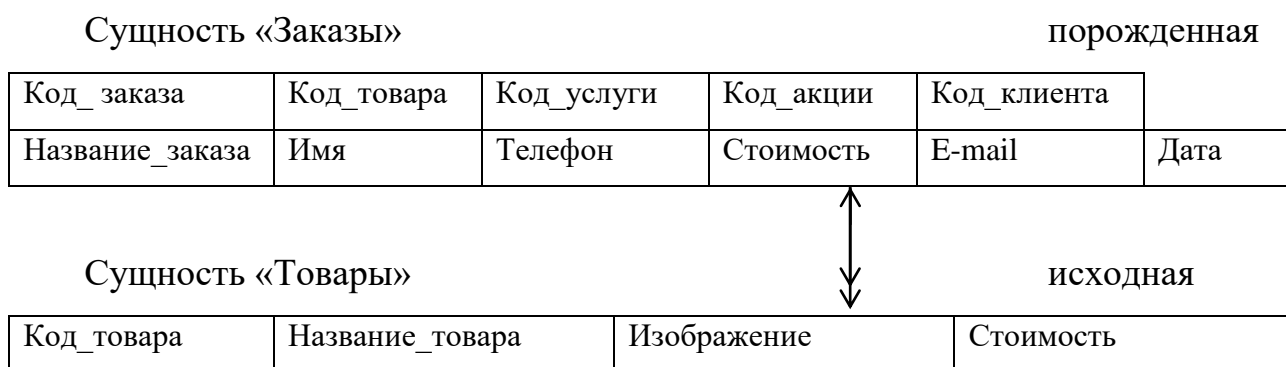 Сущность «Заказы» порожденная
Код_ заказа Код_товара Код_услуги Код_акции Код_клиента
Название_заказа Имя Телефон Стоимость E-mail Дата
Сущность «Товары» исходная
Код_товара Название_товара Изображение Стоимость